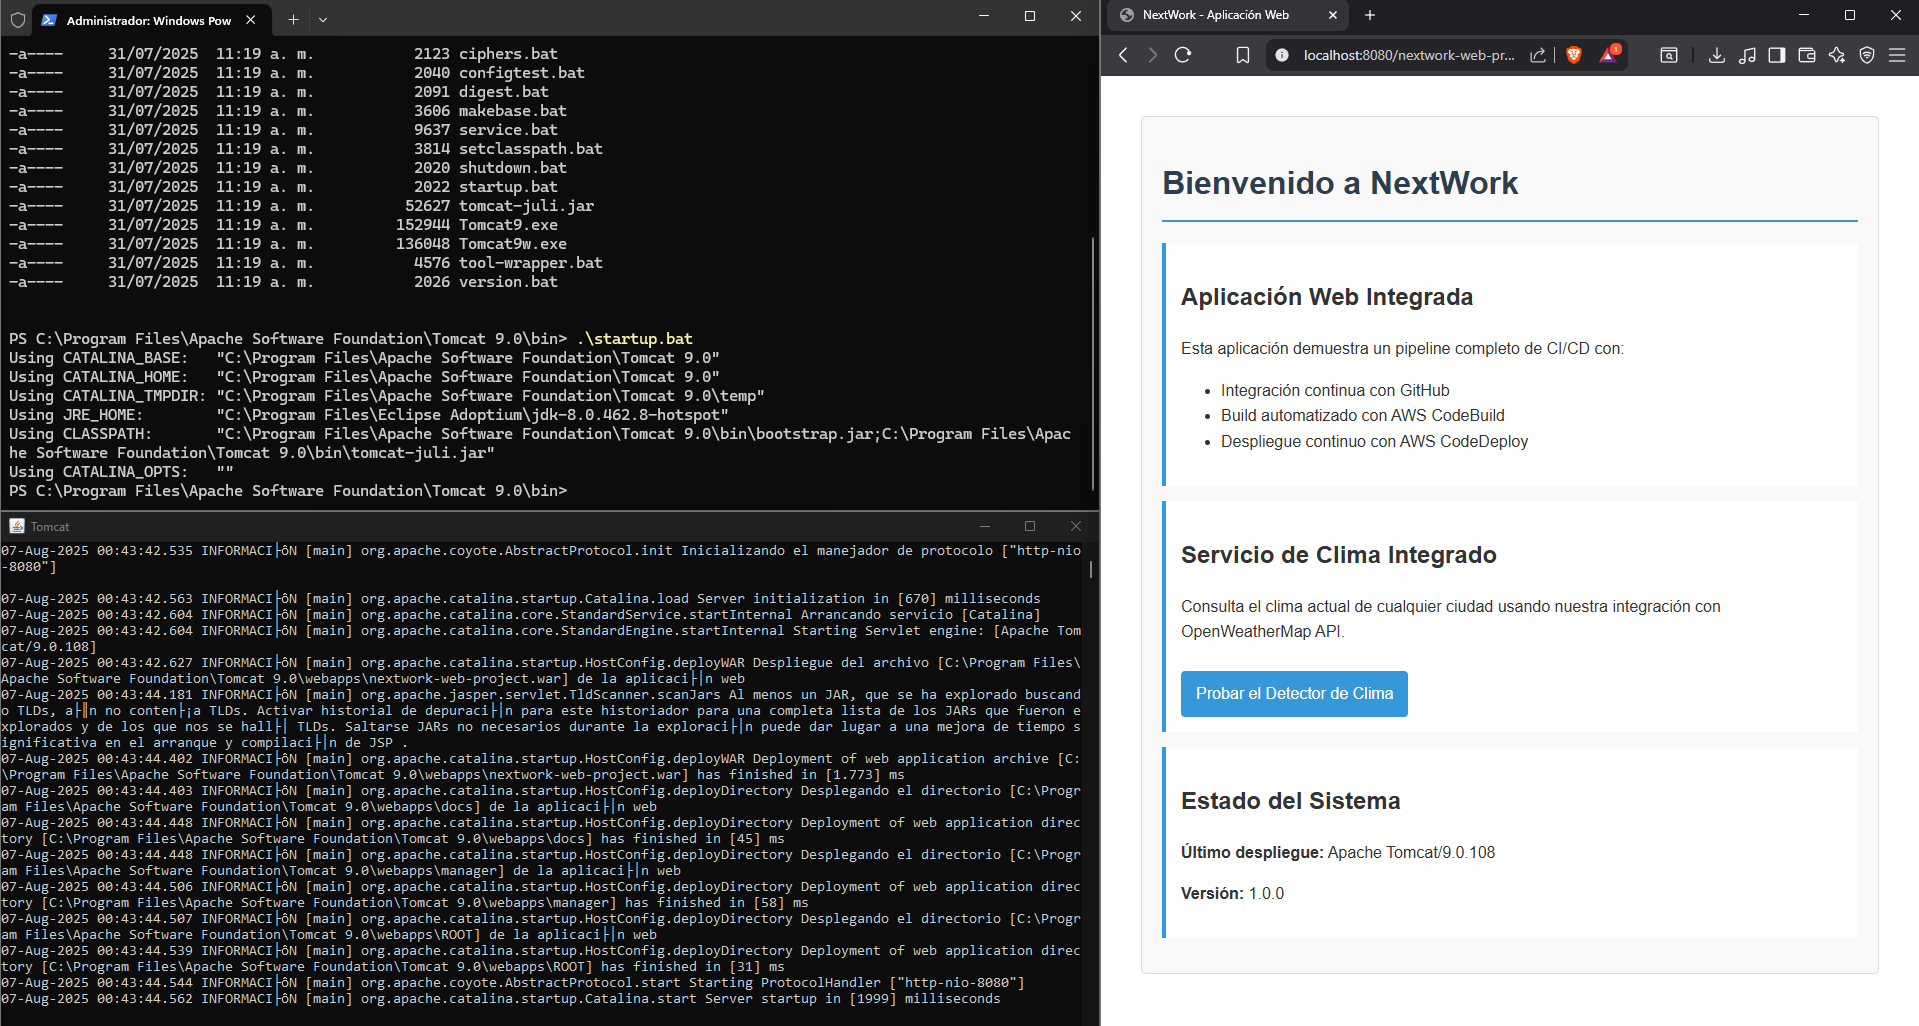 Administrador: Windows Pow
-a---- 31/07/2025 11:19 a. m. 2123 ciphers.bat
-a---- 31/07/2025 11:19 a. m. 2040 configtest.bat
-a---- 31/07/2025 11:19 a. m. 2091 digest.bat
-a---- 31/07/2025 11:19 a. m. 3606 makebase.bat
-a---- 31/07/2025 11:19 a. m. 9637 service.bat
-a---- 31/07/2025 11:19 a. m. 3814 setclasspath.bat
-a---- 31/07/2025 11:19 a. m. 2020 shutdown.bat
-a---- 31/07/2025 11:19 a. m. 2022 startup.bat
-a---- 31/07/2025 11:19 a. m. 52627 tomcat-juli.jar
-a---- 31/07/2025 11:19 a. m. 152944 Tomcat9.exe
-a---- 31/07/2025 11:19 a. m. 136048 Tomcat9w.exe
-a---- 31/07/2025 11:19 a. m. 4576 tool-wrapper.bat
-a---- 31/07/2025 11:19 a. m. 2026 version.bat
PS C:\Program Files\Apache Software Foundation\Tomcat 9.0\bin> .\startup.bat
Using CATALINA_BASE: "C:\Program Files\Apache Software Foundation\Tomcat 9.0"
Using CATALINA_HOME: "C:\Program Files\Apache Software Foundation\Tomcat 9.0"
Using CATALINA_TMPDIR: "C:\Program Files\Apache Software Foundation\Tomcat 9.0\temp"
Using JRE_HOME: "C:\Program Files\Eclipse Adoptium\jdk-8.0.462.8-hotspot"
Using CLASSPATH: "C:\Program Files\Apache Software Foundation\Tomcat 9.0\bin\bootstrap.jar;C:\Program Files\Apac
he Software Foundation\Tomcat 9.0\bin\tomcat-juli.jar"
Using CATALINA_OPTS: ""
PS C:\Program Files\Apache Software Foundation\Tomcat 9.0\bin>
Tomcat
07-Aug-2025 00:43:42.535 INFORMACI├ôN [main] org.apache.coyote.AbstractProtocol.init Inicializando el manejador de protocolo ["http-nio
-8080"]
07-Aug-2025 00:43:42.563 INFORMACI├ôN [main] org.apache.catalina.startup.Catalina.load Server initialization in [670] milliseconds
07-Aug-2025 00:43:42.604 INFORMACI├ôN [main] org.apache.catalina.core.StandardService.startInternal Arrancando servicio [Catalina]
07-Aug-2025 00:43:42.604 INFORMACI├ôN [main] org.apache.catalina.core.StandardEngine.startInternal Starting Servlet engine: [Apache Tom
cat/9.0.108]
07-Aug-2025 00:43:42.627 INFORMACI├ôN [main] org.apache.catalina.startup.HostConfig.deployWAR Despliegue del archivo [C:\Program Files\
Apache Software Foundation\Tomcat 9.0\webapps\nextwork-web-project.war] de la aplicaci├│n web
07-Aug-2025 00:43:44.181 INFORMACI├ôN [main] org.apache.jasper.servlet.TldScanner.scanJars Al menos un JAR, que se ha explorado buscand
o TLDs, a├║n no conten├¡a TLDs. Activar historial de depuraci├│n para este historiador para una completa lista de los JARs que fueron e
xplorados y de los que nos se hall├│ TLDs. Saltarse JARs no necesarios durante la exploraci├│n puede dar lugar a una mejora de tiempo s
ignificativa en el arranque y compilaci├│n de JSP .
07-Aug-2025 00:43:44.402 INFORMACI├ôN [main] org.apache.catalina.startup.HostConfig.deployWAR Deployment of web application archive [C:
\Program Files\Apache Software Foundation\Tomcat 9.0\webapps\nextwork-web-project.war] has finished in [1.773] ms
07-Aug-2025 00:43:44.403 INFORMACI├ôN [main] org.apache.catalina.startup.HostConfig.deployDirectory Desplegando el directorio [C:\Progr
am Files\Apache Software Foundation\Tomcat 9.0\webapps\docs] de la aplicaci├│n web
07-Aug-2025 00:43:44.448 INFORMACI├ôN [main] org.apache.catalina.startup.HostConfig.deployDirectory Deployment of web application direc
tory [C:\Program Files\Apache Software Foundation\Tomcat 9.0\webapps\docs] has finished in [45] ms
07-Aug-2025 00:43:44.448 INFORMACI├ôN [main] org.apache.catalina.startup.HostConfig.deployDirectory Desplegando el directorio [C:\Progr
am Files\Apache Software Foundation\Tomcat 9.0\webapps\manager] de la aplicaci├│n web
07-Aug-2025 00:43:44.506 INFORMACI├ôN [main] org.apache.catalina.startup.HostConfig.deployDirectory Deployment of web application direc
tory [C:\Program Files\Apache Software Foundation\Tomcat 9.0\webapps\manager] has finished in [58] ms
07-Aug-2025 00:43:44.507 INFORMACI├ôN [main] org.apache.catalina.startup.HostConfig.deployDirectory Desplegando el directorio [C:\Progr
am Files\Apache Software Foundation\Tomcat 9.0\webapps\ROOT] de la aplicaci├│n web
07-Aug-2025 00:43:44.539 INFORMACI├ôN [main] org.apache.catalina.startup.HostConfig.deployDirectory Deployment of web application direc
tory [C:\Program Files\Apache Software Foundation\Tomcat 9.0\webapps\ROOT] has finished in [31] ms
07-Aug-2025 00:43:44.544 INFORMACI├ôN [main] org.apache.coyote.AbstractProtocol.start Starting ProtocolHandler ["http-nio-8080"]
07-Aug-2025 00:43:44.562 INFORMACI├ôN [main] org.apache.catalina.startup.Catalina.start Server startup in [1999] milliseconds
NextWork - Aplicación Web
localhost:8080/nextwork-web-pr...
1
Bienvenido a NextWork
Aplicación Web Integrada
Esta aplicación demuestra un pipeline completo de CI/CD con:
• Integración continua con GitHub
• Build automatizado con AWS CodeBuild
• Despliegue continuo con AWS CodeDeploy
Servicio de Clima Integrado
Consulta el clima actual de cualquier ciudad usando nuestra integración con
OpenWeatherMap API.
Probar el Detector de Clima
Estado del Sistema
Último despliegue: Apache Tomcat/9.0.108
Versión: 1.0.0